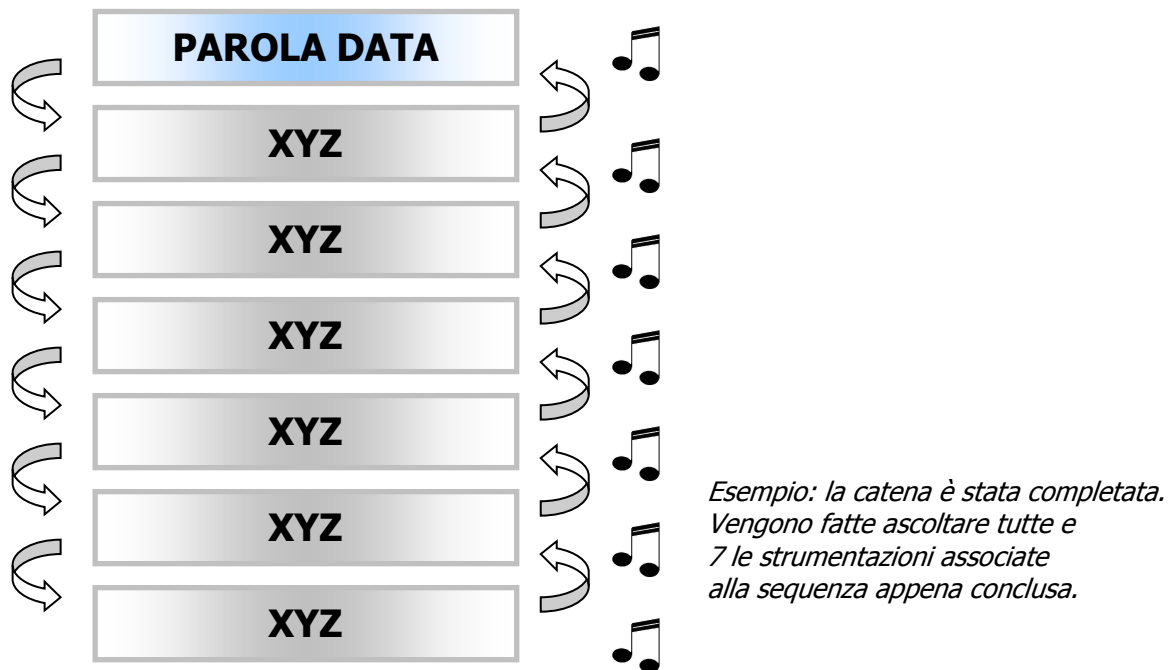 PAROLA DATA
XYZ
XYZ
XYZ
XYZ
XYZ
XYZ
Esempio: la catena è stata completata.
Vengono fatte ascoltare tutte e
7 le strumentazioni associate
alla sequenza appena conclusa.